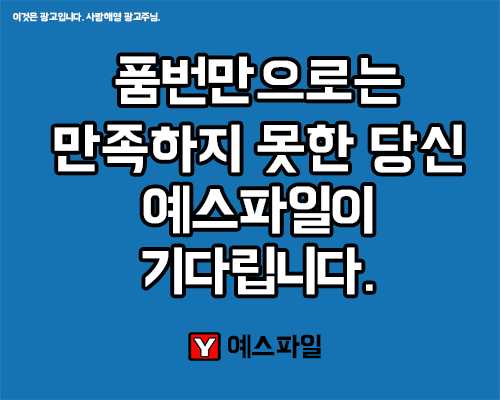 이것은 광고입니다. 사랑해염 광고주님.
품번만으로는
만족하지 못한 당신
예스파일이
기다립니다.
Y 예스파일